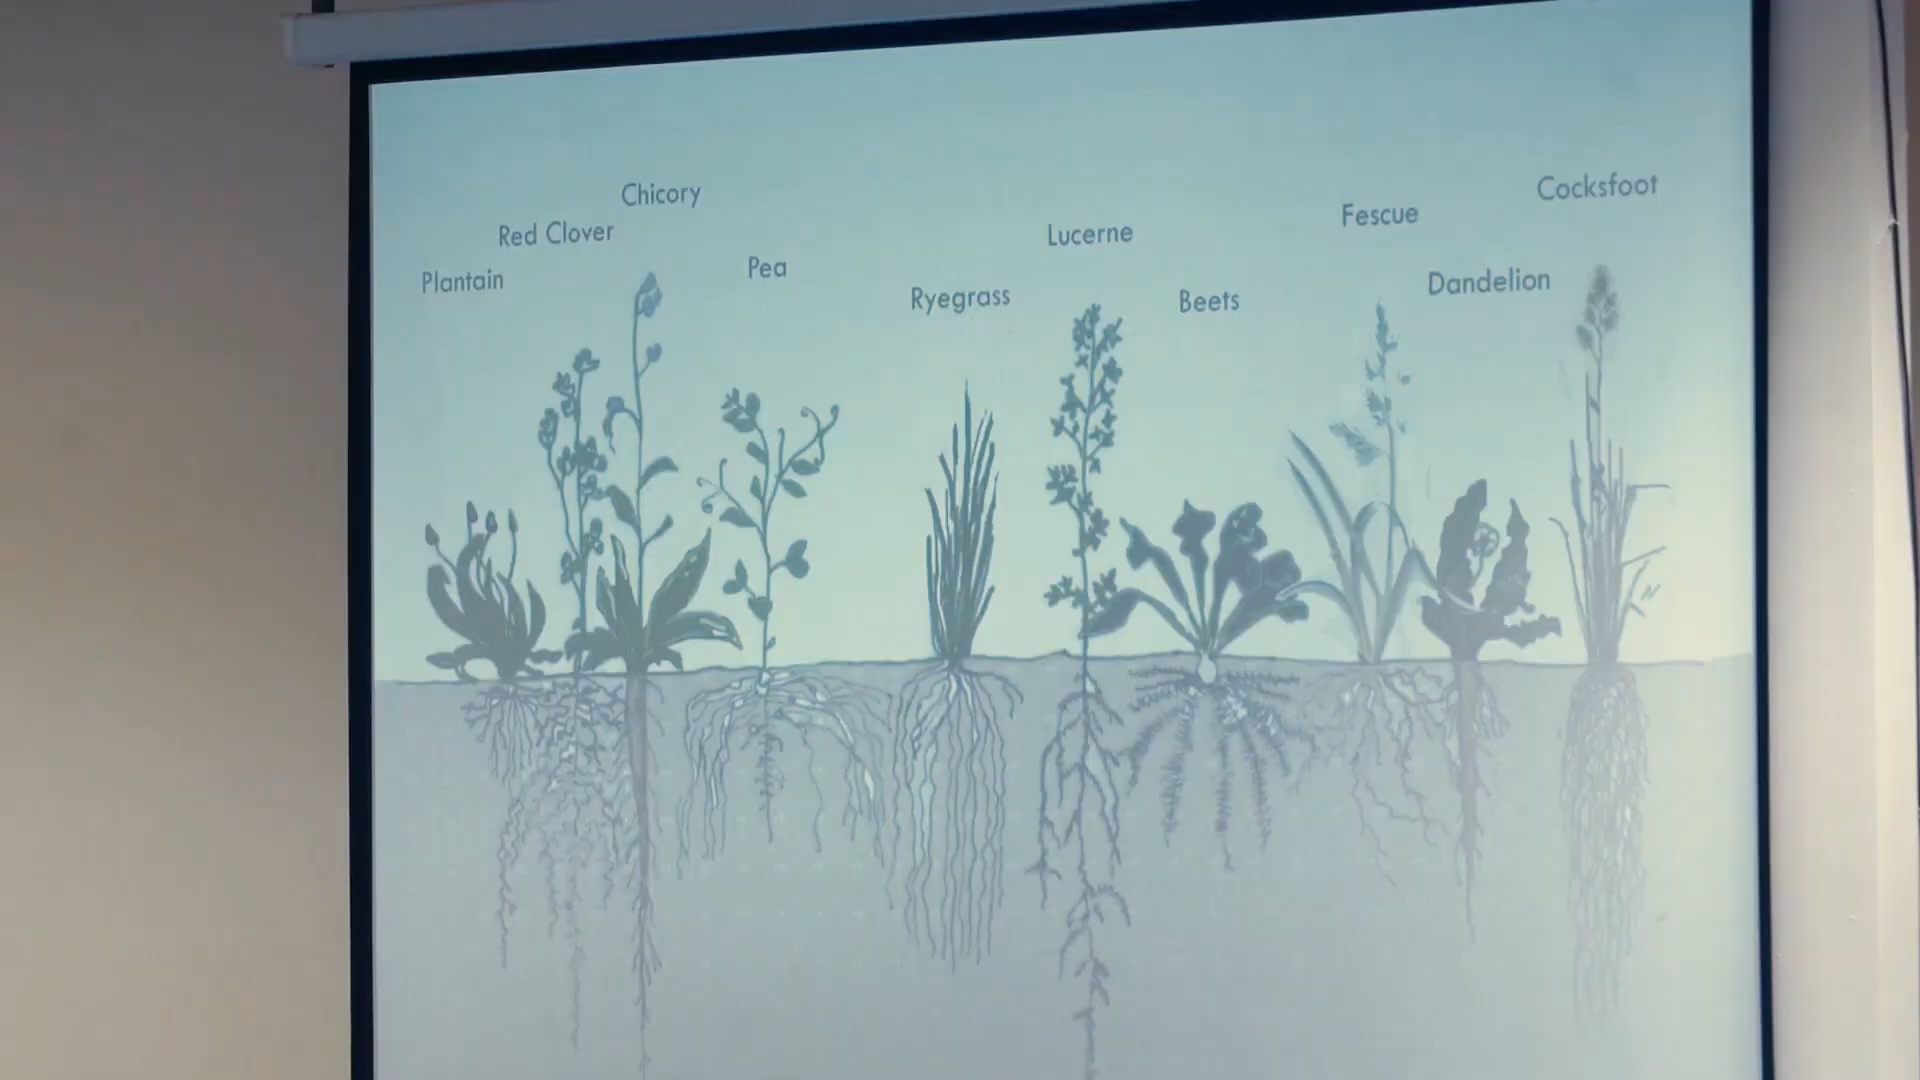 Plantain
Red Clover
Chicory
Pea
Ryegrass
Lucerne
Beets
Fescue
Dandelion
Cocksfoot